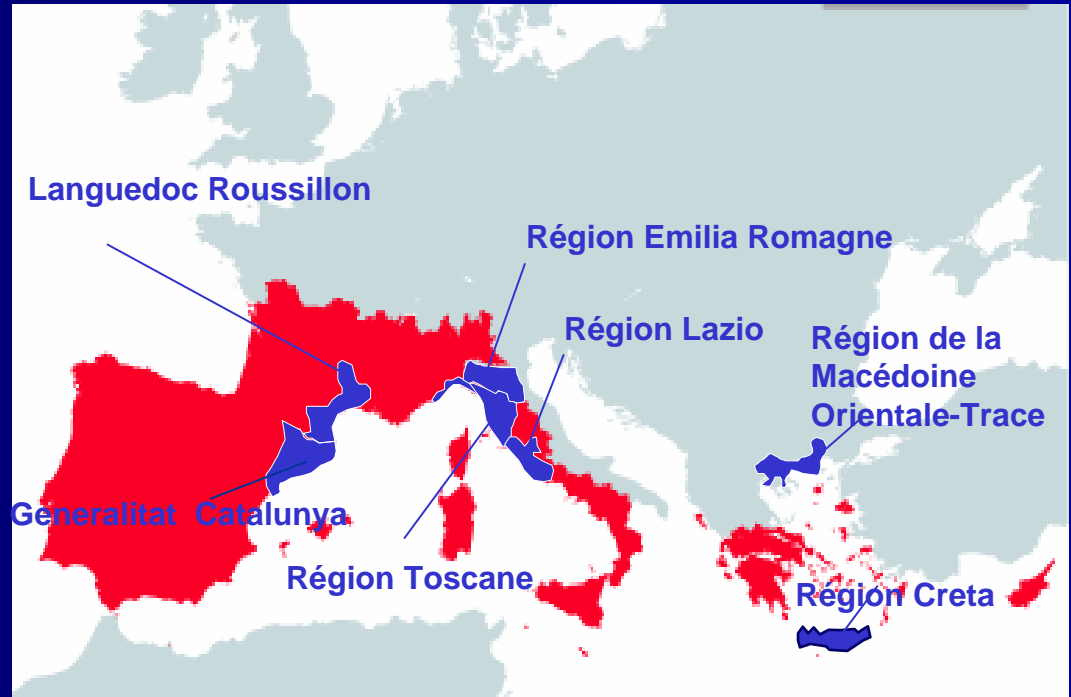 Languedoc Roussillon
Région Emilia Romagne
Région Lazio
Région de la
Macédoine
Orientale-Trace
Generalitat Catalunya
Région Toscane
Région Creta